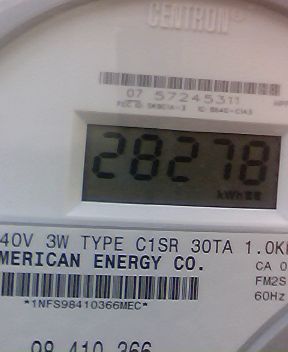 CENTRON®
07 57245311
28278
kWh
40V 3W TYPE C1SR 30TA 1.0K
MERICAN ENERGY CO.
CA 0
FM2S
60Hz
*1NFS98410366MEC*
98 410 366